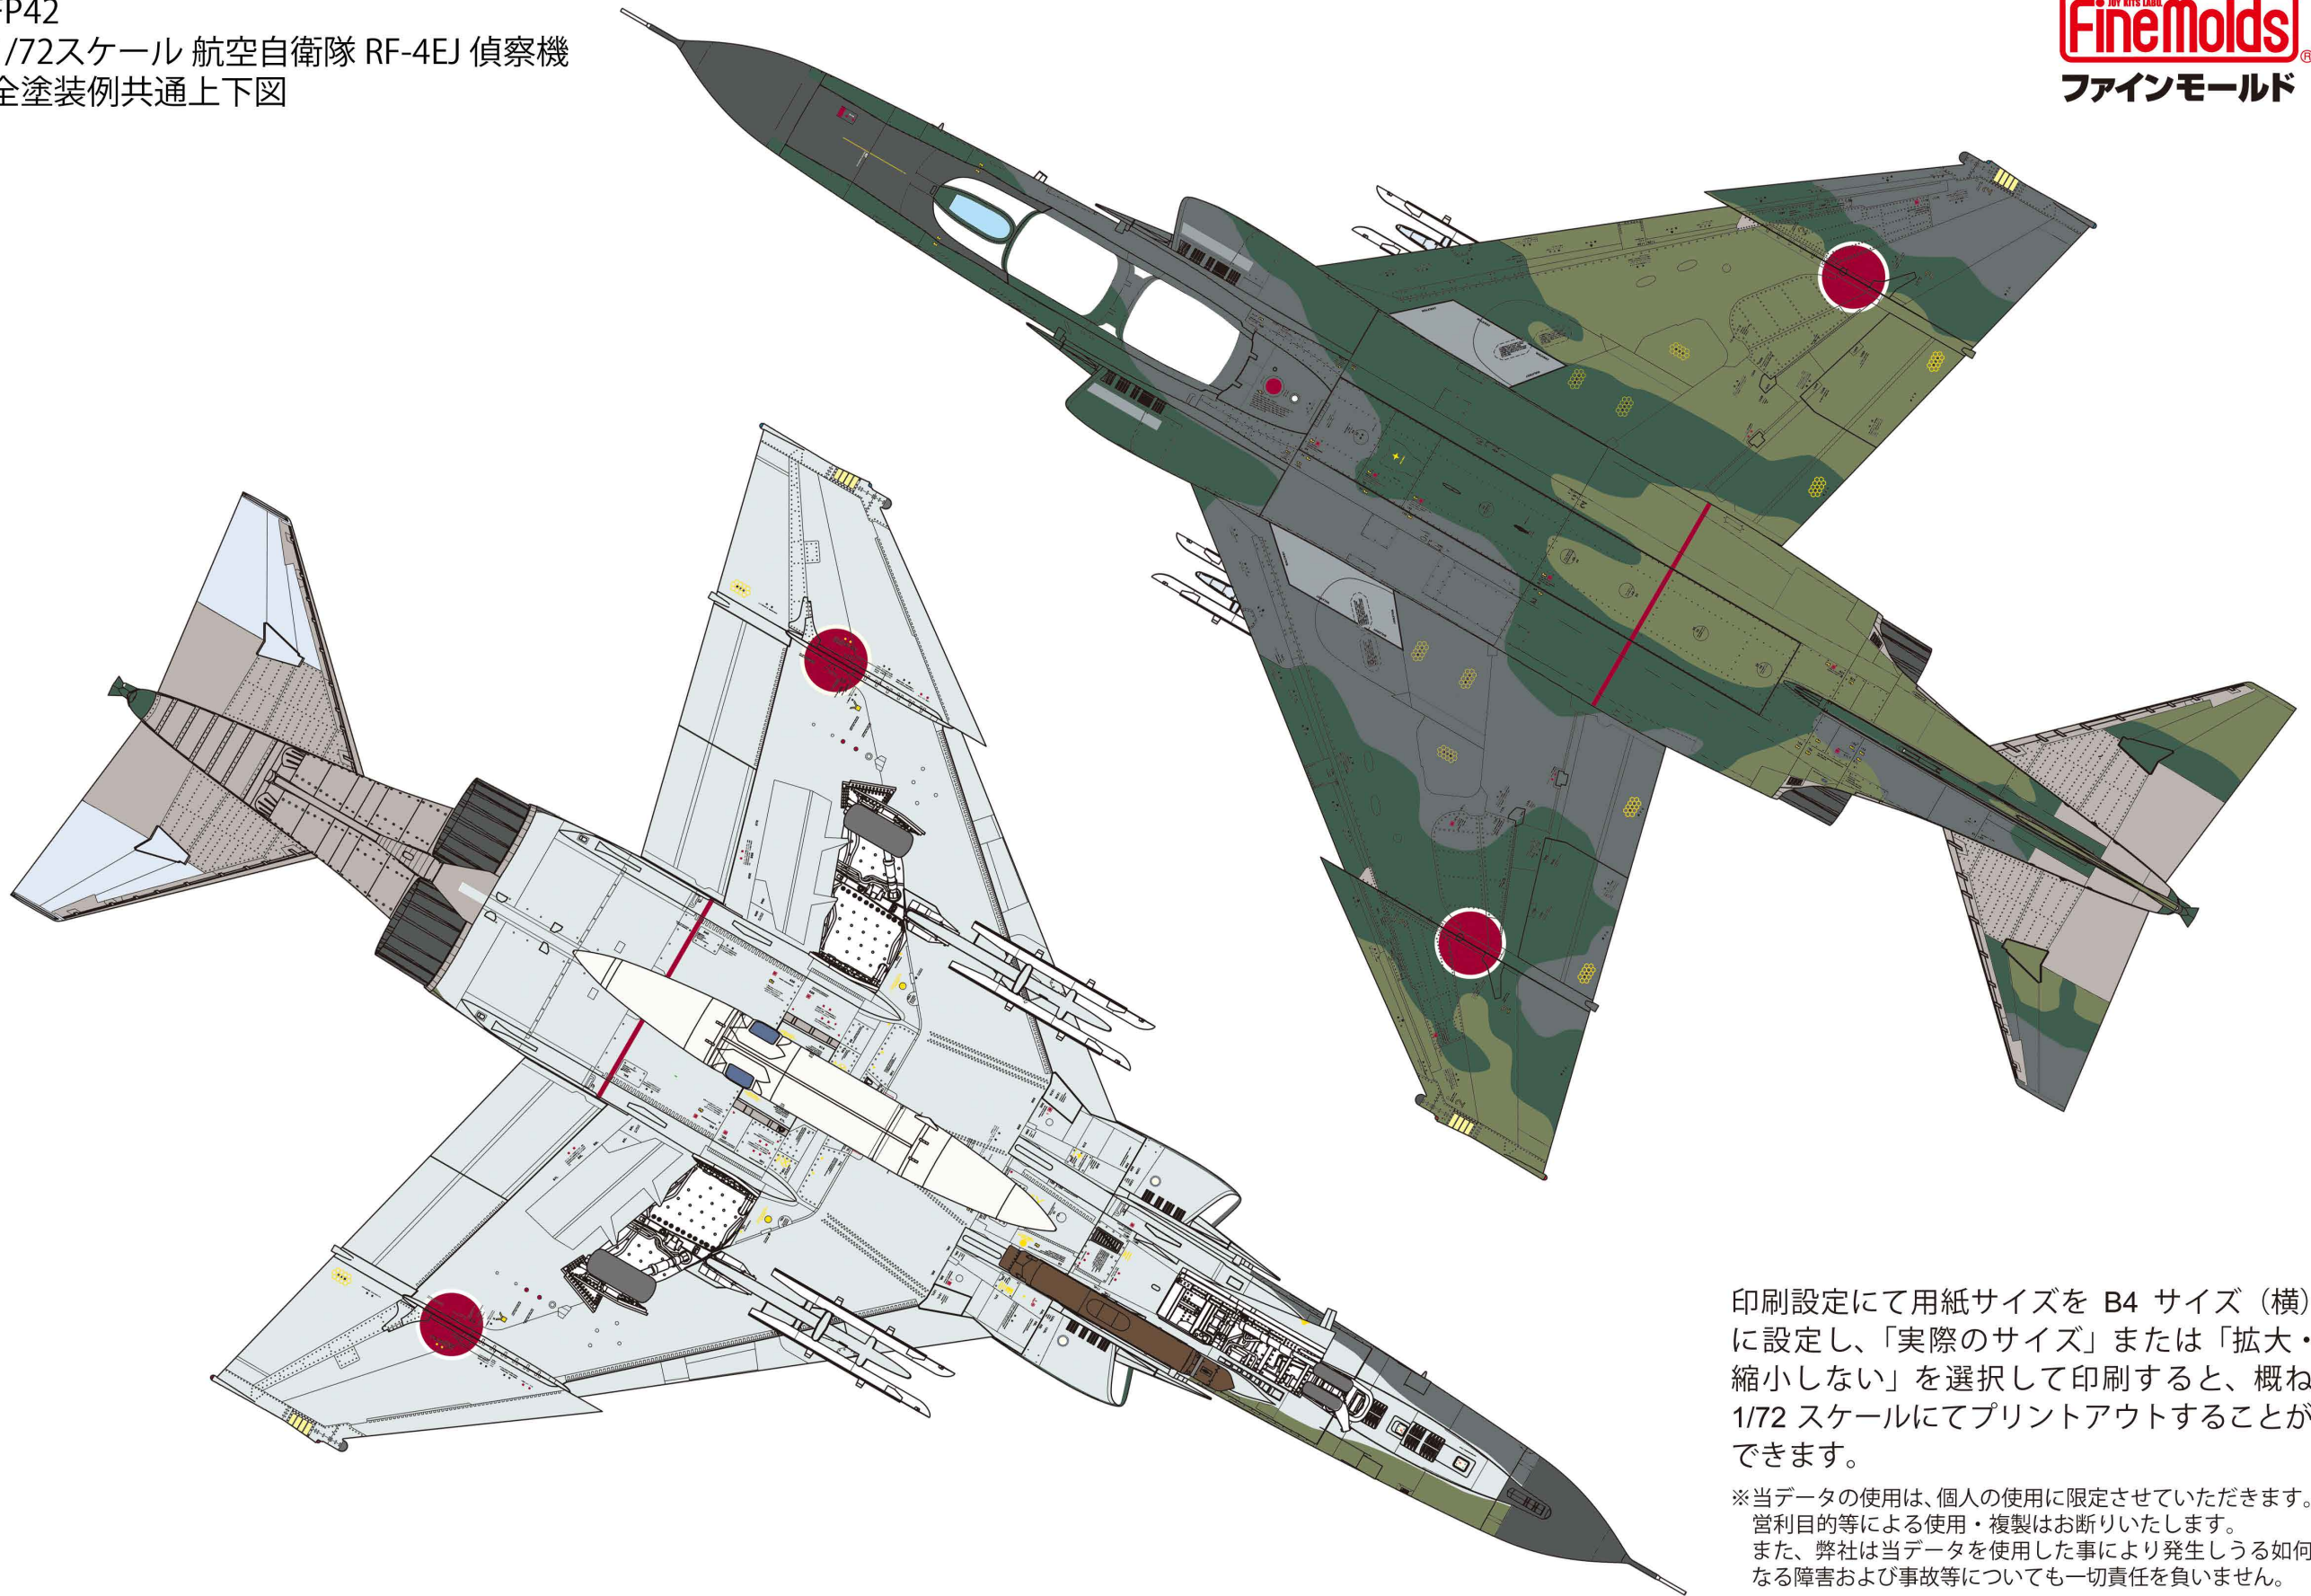 FP42
1/72スケール 航空自衛隊 RF-4EJ 偵察機
全塗装例共通上下図
JOY KITS LABO.
FineMolds
®
ファインモールド
印刷設定にて用紙サイズを B4 サイズ（横）
に設定し、「実際のサイズ」または「拡大・
縮小しない」を選択して印刷すると、概ね
1/72 スケールにてプリントアウトすることが
できます。
※当データの使用は、個人の使用に限定させていただきます。
営利目的等による使用・複製はお断りいたします。
また、弊社は当データを使用した事により発生しうる如何
なる障害および事故等についても一切責任を負いません。